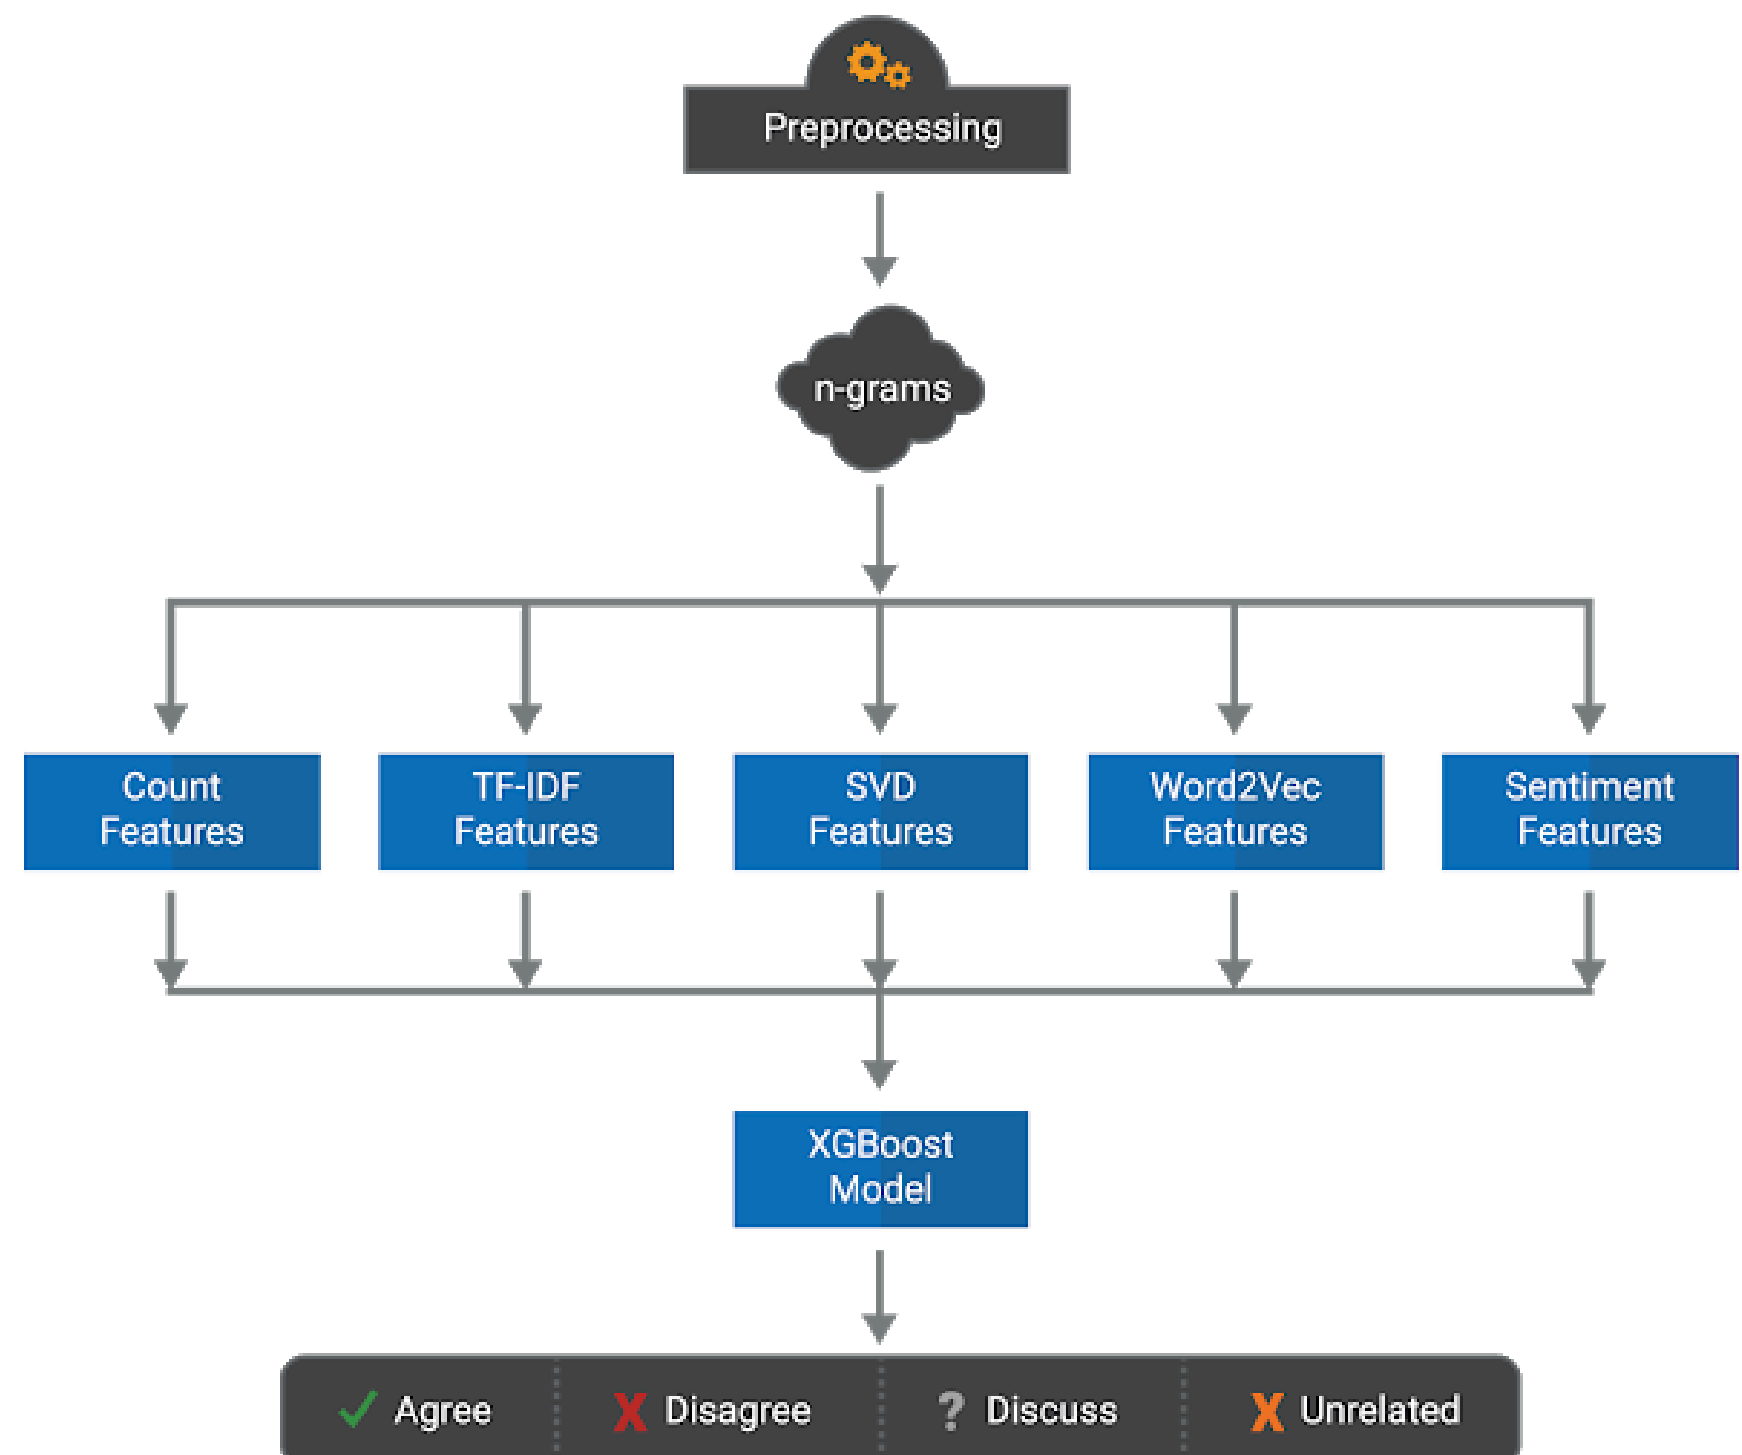 Preprocessing
n-grams
Count
Features
TF-IDF
Features
SVD
Features
Word2Vec
Features
Sentiment
Features
XGBoost
Model
Agree
Disagree
? Discuss
Unrelated